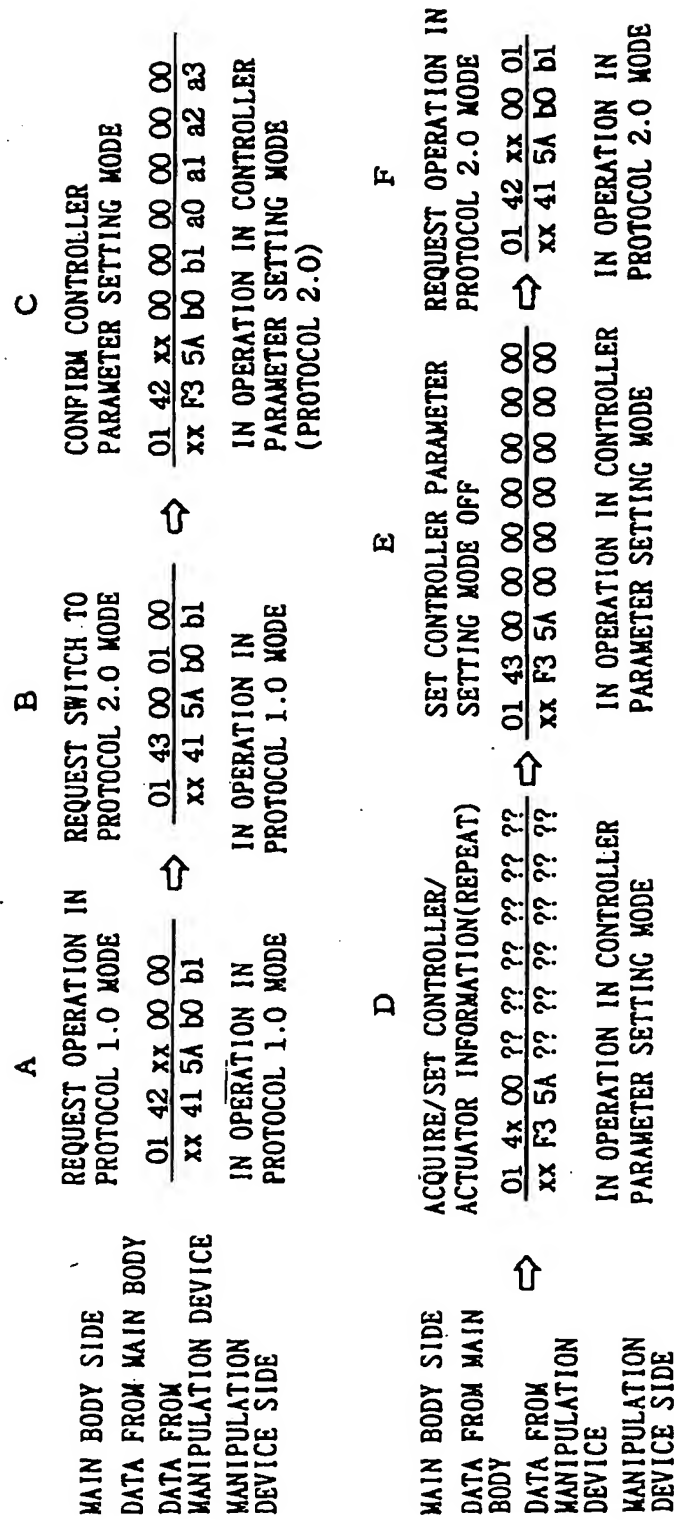 A
B
C
MAIN BODY SIDE
REQUEST OPERATION IN
PROTOCOL 1.0 MODE
REQUEST SWITCH TO
PROTOCOL 2.0 MODE
CONFIRM CONTROLLER
PARAMETER SETTING MODE
DATA FROM MAIN BODY
01 42 xx 00 00
01 43 00 01 00
01 42 xx 00 00 00 00 00 00
DATA FROM
MANIPULATION DEVICE
xx 41 5A b0 b1
xx 41 5A b0 b1
xx F3 5A b0 b1 a0 a1 a2 a3
MANIPULATION
DEVICE SIDE
IN OPERATION IN
PROTOCOL 1.0 MODE
IN OPERATION IN
PROTOCOL 1.0 MODE
IN OPERATION IN CONTROLLER
PARAMETER SETTING MODE
(PROTOCOL 2.0)
D
E
F
MAIN BODY SIDE
ACQUIRE/SET CONTROLLER/
ACTUATOR INFORMATION(REPEAT)
SET CONTROLLER PARAMETER
SETTING MODE OFF
REQUEST OPERATION IN
PROTOCOL 2.0 MODE
DATA FROM MAIN
BODY
01 4x 00 ?? ?? ?? ?? ?? ??
01 43 00 00 00 00 00 00 00
01 42 xx 00 01
DATA FROM
MANIPULATION
DEVICE
xx F3 5A ?? ?? ?? ?? ?? ??
xx F3 5A 00 00 00 00 00 00
xx 41 5A b0 b1
MANIPULATION
DEVICE SIDE
IN OPERATION IN CONTROLLER
PARAMETER SETTING MODE
IN OPERATION IN CONTROLLER
PARAMETER SETTING MODE
IN OPERATION IN
PROTOCOL 2.0 MODE